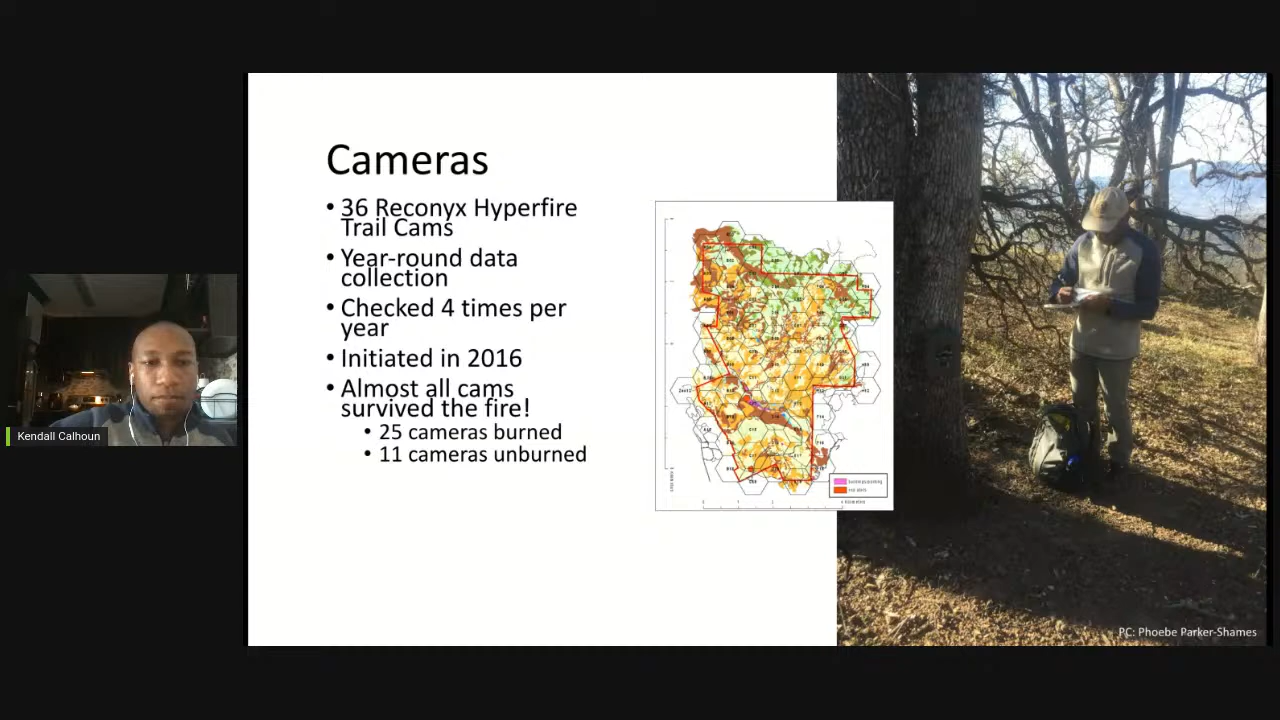 Cameras
• 36 Reconyx Hyperfire
Trail Cams
• Year-round data
collection
• Checked 4 times per
year
• Initiated in 2016
• Almost all cams
survived the fire!
• 25 cameras burned
• 11 cameras unburned
Kendall Calhoun
PC: Phoebe Parker-Shames